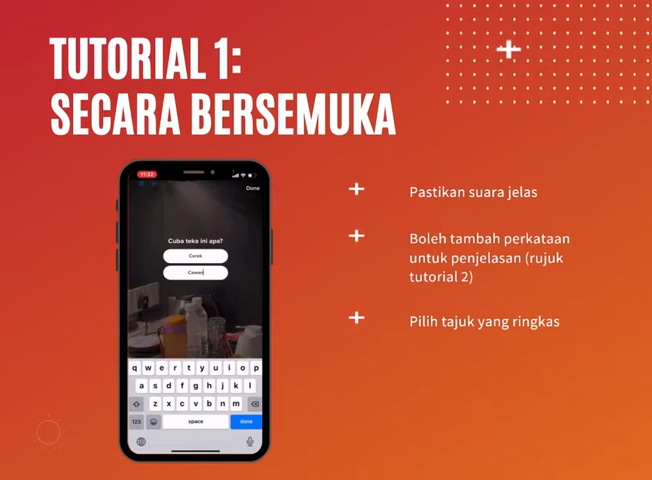 TUTORIAL 1:
SECARA BERSEMUKA
11:32
Done
Cuba teka ini apa?
Cerek
Cawan
q w e r t y u i o p
a s d f g h j k l
z x c v b n m
123
space
done
Pastikan suara jelas
Boleh tambah perkataan
untuk penjelasan (rujuk
tutorial 2)
Pilih tajuk yang ringkas